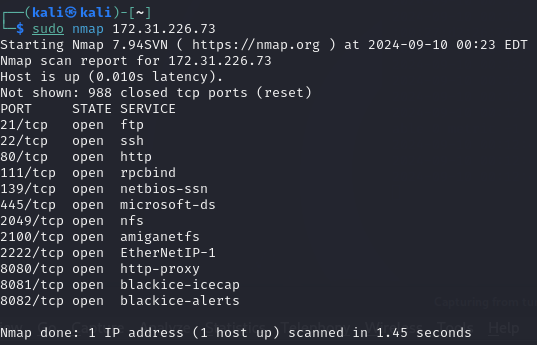 ┌──(kali㉿kali)-[~]
└─$ sudo nmap 172.31.226.73
Starting Nmap 7.94SVN ( https://nmap.org ) at 2024-09-10 00:23 EDT
Nmap scan report for 172.31.226.73
Host is up (0.010s latency).
Not shown: 988 closed tcp ports (reset)
PORT     STATE SERVICE
21/tcp   open  ftp
22/tcp   open  ssh
80/tcp   open  http
111/tcp  open  rpcbind
139/tcp  open  netbios-ssn
445/tcp  open  microsoft-ds
2049/tcp open  nfs
2100/tcp open  amiganetfs
2222/tcp open  EtherNetIP-1
8080/tcp open  http-proxy
8081/tcp open  blackice-icecap
8082/tcp open  blackice-alerts
Nmap done: 1 IP address (1 host up) scanned in 1.45 seconds